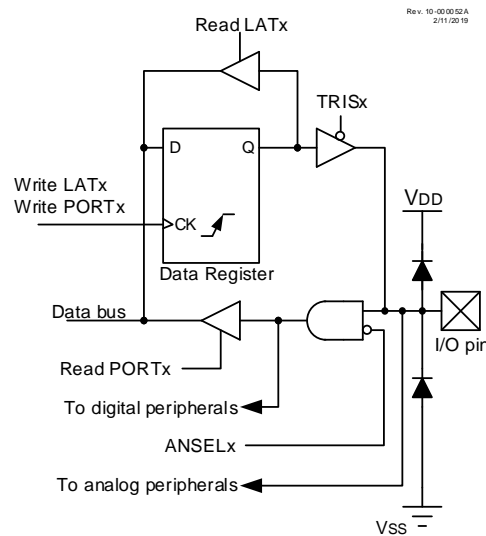 Rev. 10-000052A
2/11/2019
Read LATx
TRISx
D
Q
Write LATx
Write PORTx
CK
VDD
Data Register
Data bus
I/O pin
Read PORTx
To digital peripherals
ANSELx
To analog peripherals
VSS